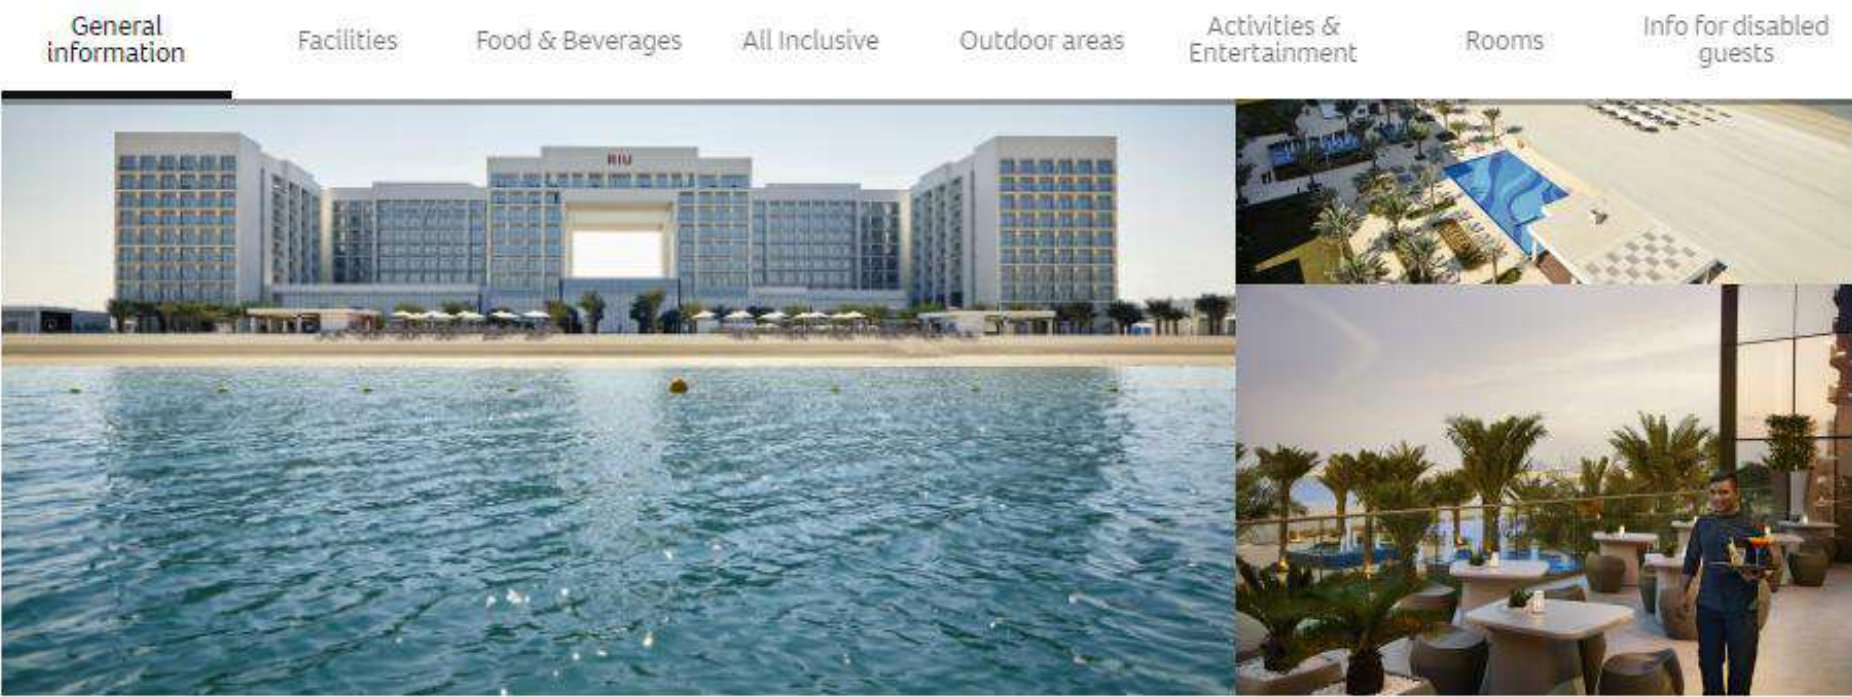 General
information
Facilities
Food & Beverages
All Inclusive
Outdoor areas
Activities &
Entertainment
Rooms
Info for disabled
guests
RIU